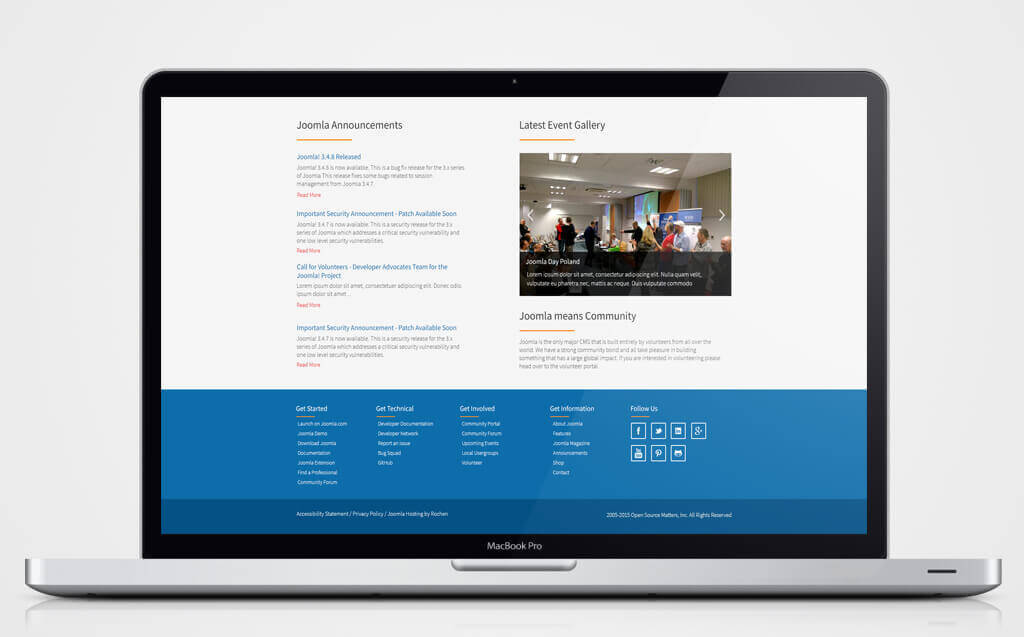 Joomla Announcements
Joomla! 3.4.8 Released
Joomla! 3.4.8 is now available. This is a bug fix release for the 3.x series
of Joomla This release fixes some bugs related to session
management from Joomla 3.4.7.
Read More
Important Security Announcement - Patch Available Soon
Joomla! 3.4.7 is now available. This is a security release for the 3.x
series of Joomla which addresses a critical security vulnerability and
one low level security vulnerabilities.
Read More
Call for Volunteers - Developer Advocates Team for the
Joomla! Project
Lorem ipsum dolor sit amet, consectetuer adipiscing elit. Donec odio.
ipsum dolor sit amet...
Read More
Important Security Announcement - Patch Available Soon
Joomla! 3.4.7 is now available. This is a security release for the 3.x
series of Joomla which addresses a critical security vulnerability and
one low level security vulnerabilities.
Read More
Latest Event Gallery
Joomla Day Poland
Lorem ipsum dolor sit amet, consectetur adipiscing elit. Nulla quam velit,
vulputate eu pharetra nec, mattis ac neque. Duis vulputate commodo
Joomla means Community
Joomla is the only major CMS that is built entirely by volunteers from all over the
world. We have a strong community bond and all take pleasure in building
something that has a large global impact. If you are interested in volunteering please
head over to the volunteer portal.
Get Started
Launch on Joomla.com
Joomla Demo
Download Joomla
Documentation
Joomla Extension
Find a Professional
Community Forum
Get Technical
Developer Documentation
Developer Network
Report an issue
Bug Squad
GitHub
Get Involved
Community Portal
Community Forum
Upcoming Events
Local Usergroups
Volunteer
Get Information
About Joomla
Features
Joomla Magazine
Announcements
Shop
Contact
Follow Us
Accessibility Statement / Privacy Policy / Joomla Hosting by Rochen
2005-2015 Open Source Matters, Inc. All Rights Reserved
MacBook Pro